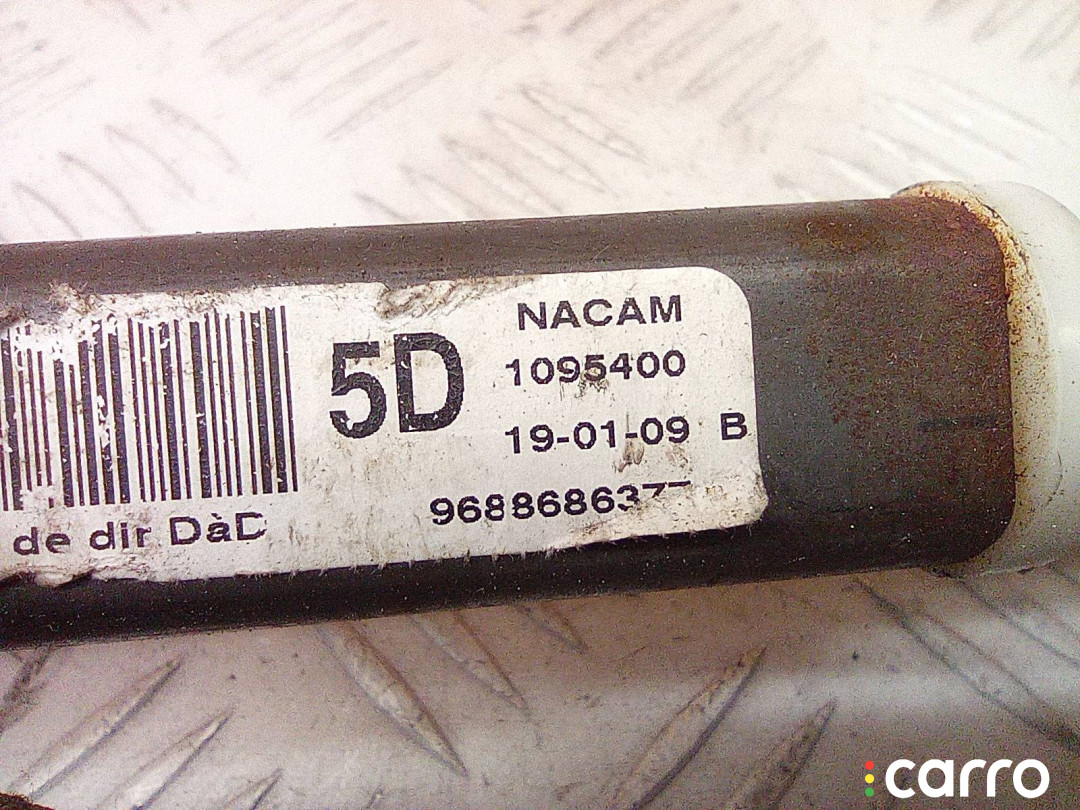 5D
NACAM
1095400
19-01-09 B
de dir DàD
carro